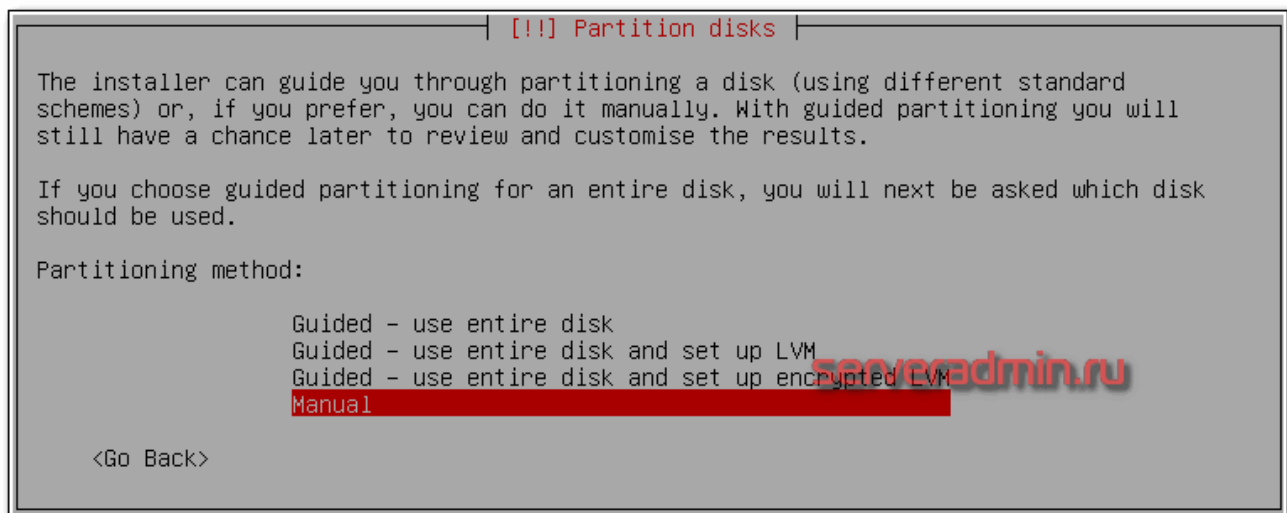 [!!] Partition disks
The installer can guide you through partitioning a disk (using different standard
schemes) or, if you prefer, you can do it manually. With guided partitioning you will
still have a chance later to review and customise the results.
If you choose guided partitioning for an entire disk, you will next be asked which disk
should be used.
Partitioning method:
Guided - use entire disk
Guided - use entire disk and set up LVM
Guided - use entire disk and set up encrypted LVM
serveradmin.ru
Manual
<Go Back>